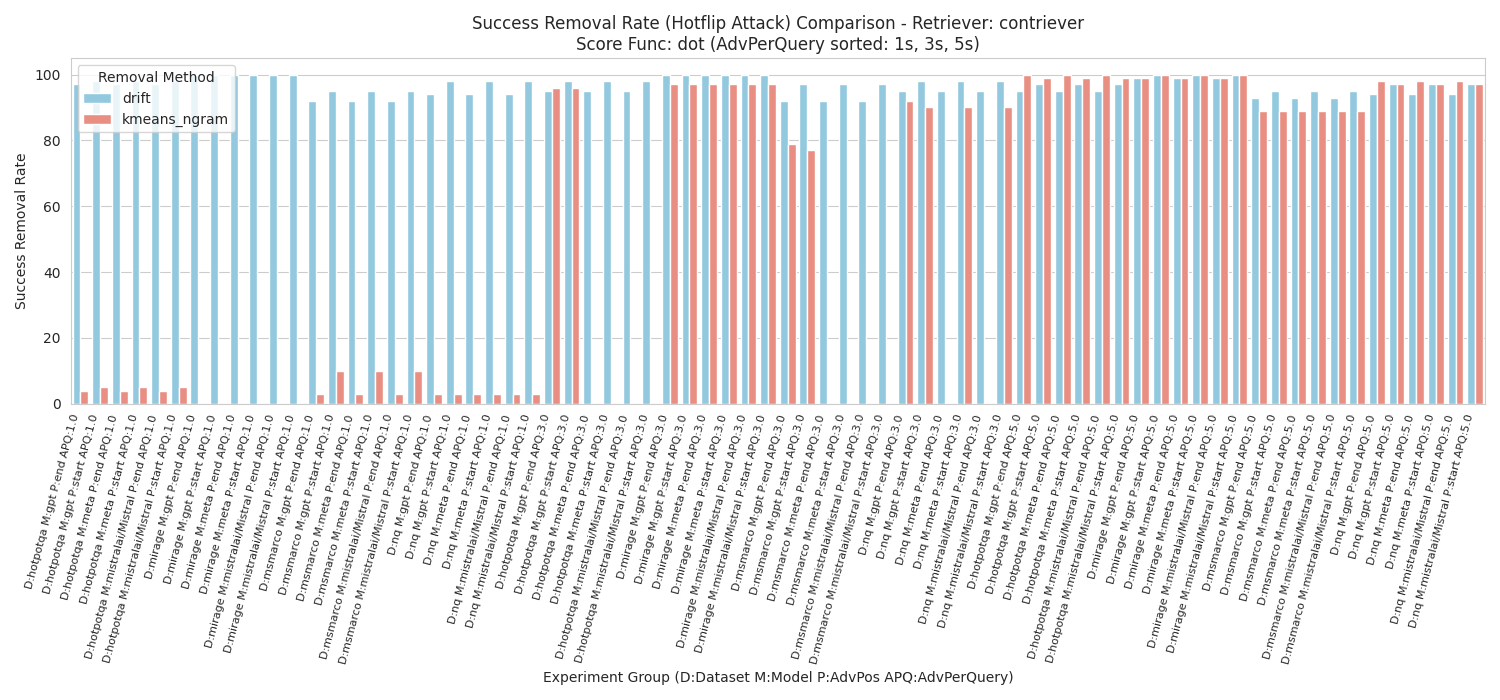 Success Removal Rate (Hotflip Attack) Comparison - Retriever: contriever
Score Func: dot (AdvPerQuery sorted: 1s, 3s, 5s)
Removal Method
drift
kmeans_ngram
Success Removal Rate
100
80
60
40
20
0
D:hotpotqa M:gpt P:end APQ:1.0
D:hotpotqa M:gpt P:start APQ:1.0
D:hotpotqa M:meta P:end APQ:1.0
D:hotpotqa M:meta P:start APQ:1.0
D:hotpotqa M:mistralai/Mistral P:end APQ:1.0
D:hotpotqa M:mistralai/Mistral P:start APQ:1.0
D:mirage M:gpt P:end APQ:1.0
D:mirage M:gpt P:start APQ:1.0
D:mirage M:meta P:end APQ:1.0
D:mirage M:meta P:start APQ:1.0
D:mirage M:mistralai/Mistral P:end APQ:1.0
D:mirage M:mistralai/Mistral P:start APQ:1.0
D:msmarco M:gpt P:end APQ:1.0
D:msmarco M:gpt P:start APQ:1.0
D:msmarco M:meta P:end APQ:1.0
D:msmarco M:meta P:start APQ:1.0
D:msmarco M:mistralai/Mistral P:end APQ:1.0
D:msmarco M:mistralai/Mistral P:start APQ:1.0
D:nq M:gpt P:end APQ:1.0
D:nq M:gpt P:start APQ:1.0
D:nq M:meta P:end APQ:1.0
D:nq M:meta P:start APQ:1.0
D:nq M:mistralai/Mistral P:end APQ:1.0
D:nq M:mistralai/Mistral P:start APQ:1.0
D:hotpotqa M:gpt P:end APQ:3.0
D:hotpotqa M:gpt P:start APQ:3.0
D:hotpotqa M:meta P:end APQ:3.0
D:hotpotqa M:meta P:start APQ:3.0
D:hotpotqa M:mistralai/Mistral P:end APQ:3.0
D:hotpotqa M:mistralai/Mistral P:start APQ:3.0
D:mirage M:gpt P:end APQ:3.0
D:mirage M:gpt P:start APQ:3.0
D:mirage M:meta P:end APQ:3.0
D:mirage M:meta P:start APQ:3.0
D:mirage M:mistralai/Mistral P:end APQ:3.0
D:mirage M:mistralai/Mistral P:start APQ:3.0
D:msmarco M:gpt P:end APQ:3.0
D:msmarco M:gpt P:start APQ:3.0
D:msmarco M:meta P:end APQ:3.0
D:msmarco M:meta P:start APQ:3.0
D:msmarco M:mistralai/Mistral P:end APQ:3.0
D:msmarco M:mistralai/Mistral P:start APQ:3.0
D:nq M:gpt P:end APQ:3.0
D:nq M:gpt P:start APQ:3.0
D:nq M:meta P:end APQ:3.0
D:nq M:meta P:start APQ:3.0
D:nq M:mistralai/Mistral P:end APQ:3.0
D:nq M:mistralai/Mistral P:start APQ:3.0
D:hotpotqa M:gpt P:end APQ:5.0
D:hotpotqa M:gpt P:start APQ:5.0
D:hotpotqa M:meta P:end APQ:5.0
D:hotpotqa M:meta P:start APQ:5.0
D:hotpotqa M:mistralai/Mistral P:end APQ:5.0
D:hotpotqa M:mistralai/Mistral P:start APQ:5.0
D:mirage M:gpt P:end APQ:5.0
D:mirage M:gpt P:start APQ:5.0
D:mirage M:meta P:end APQ:5.0
D:mirage M:meta P:start APQ:5.0
D:mirage M:mistralai/Mistral P:end APQ:5.0
D:mirage M:mistralai/Mistral P:start APQ:5.0
D:msmarco M:gpt P:end APQ:5.0
D:msmarco M:gpt P:start APQ:5.0
D:msmarco M:meta P:end APQ:5.0
D:msmarco M:meta P:start APQ:5.0
D:msmarco M:mistralai/Mistral P:end APQ:5.0
D:msmarco M:mistralai/Mistral P:start APQ:5.0
D:nq M:gpt P:end APQ:5.0
D:nq M:gpt P:start APQ:5.0
D:nq M:meta P:end APQ:5.0
D:nq M:meta P:start APQ:5.0
D:nq M:mistralai/Mistral P:end APQ:5.0
D:nq M:mistralai/Mistral P:start APQ:5.0
Experiment Group (D:Dataset M:Model P:AdvPos APQ:AdvPerQuery)